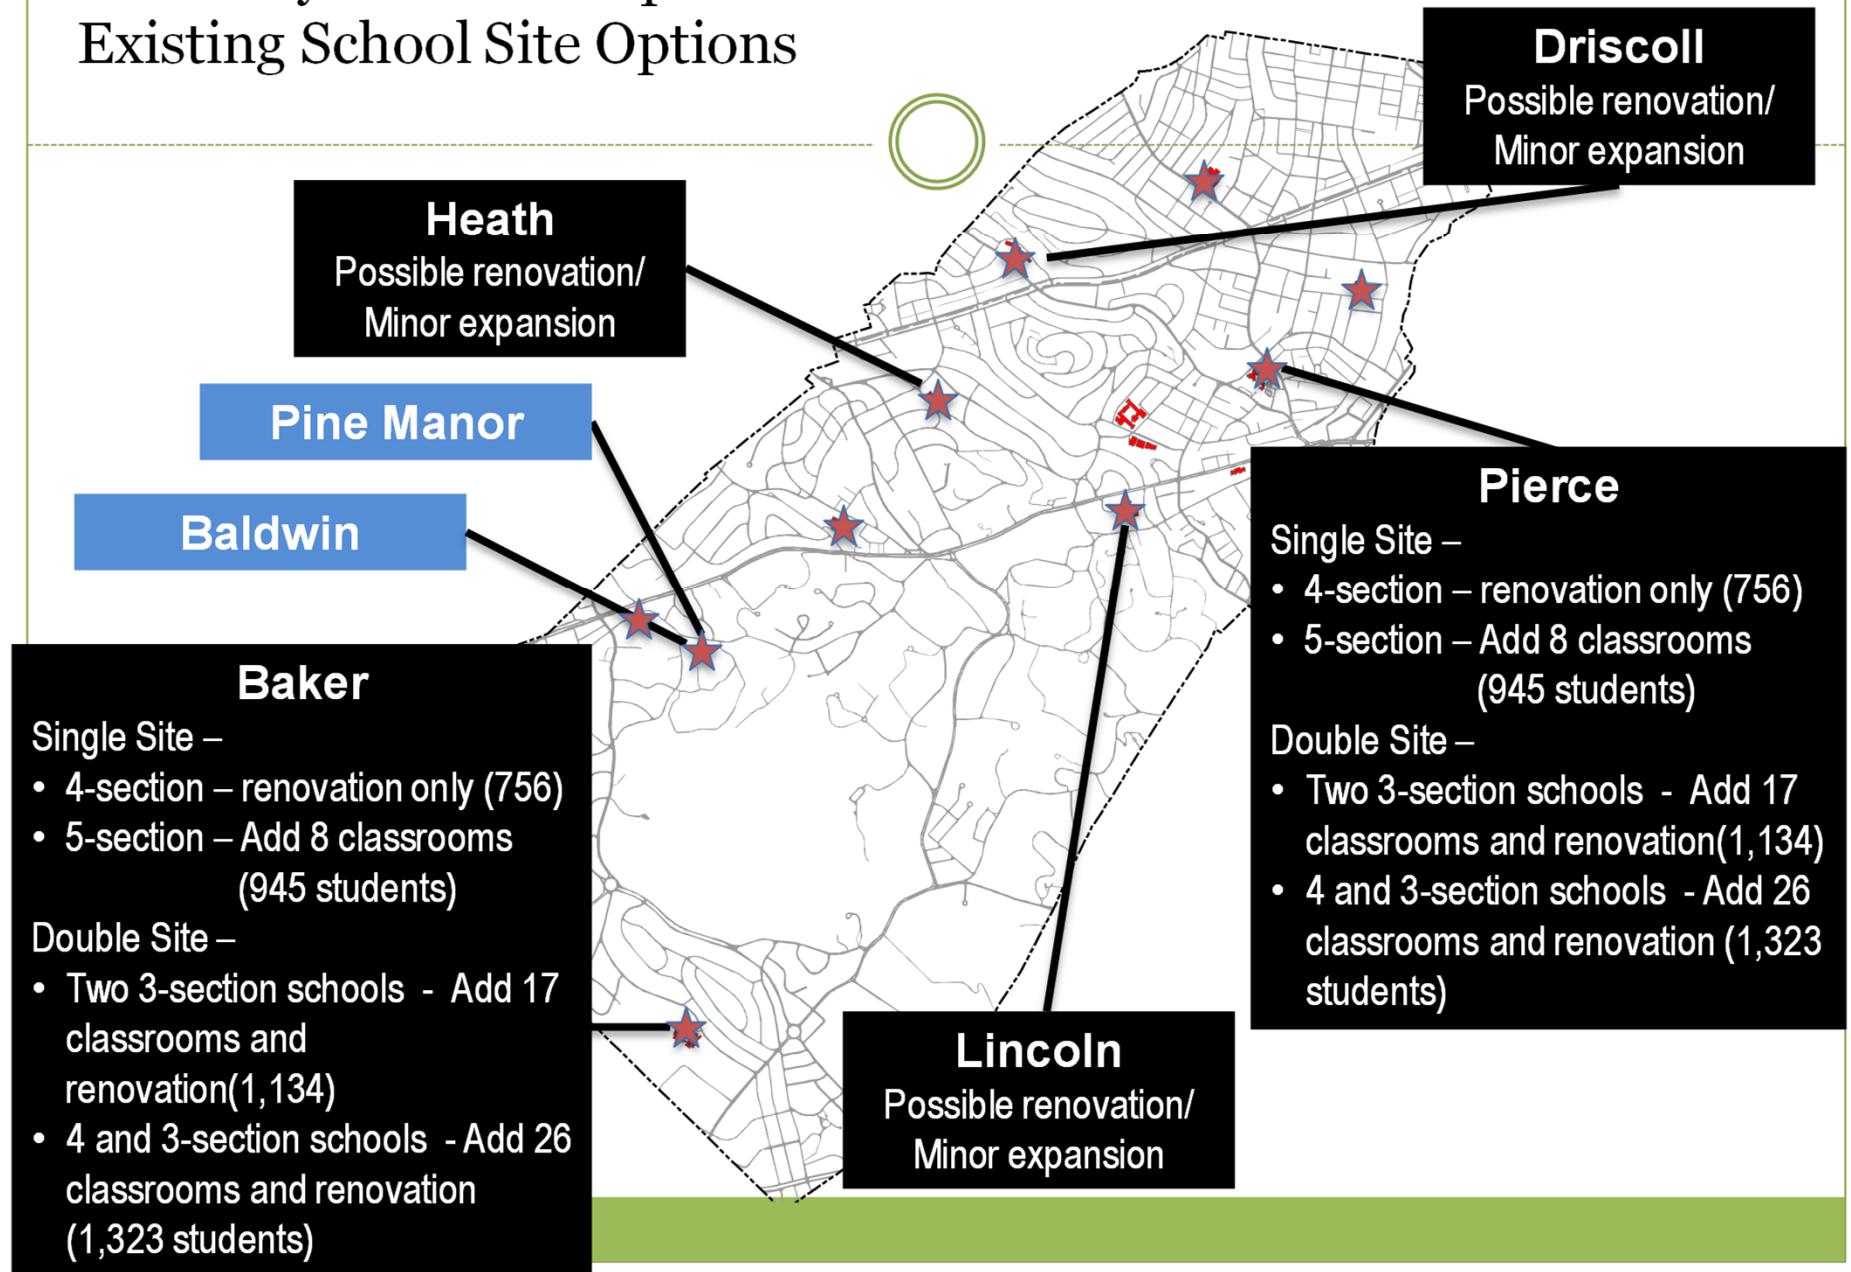 Existing School Site Options
Driscoll
Possible renovation/
Minor expansion
Heath
Possible renovation/
Minor expansion
Pine Manor
Baldwin
Pierce
Single Site –
• 4-section – renovation only (756)
• 5-section – Add 8 classrooms
(945 students)
Double Site –
• Two 3-section schools - Add 17
classrooms and renovation(1,134)
• 4 and 3-section schools - Add 26
classrooms and renovation (1,323
students)
Baker
Single Site –
• 4-section – renovation only (756)
• 5-section – Add 8 classrooms
(945 students)
Double Site –
• Two 3-section schools - Add 17
classrooms and
renovation(1,134)
• 4 and 3-section schools - Add 26
classrooms and renovation
(1,323 students)
Lincoln
Possible renovation/
Minor expansion